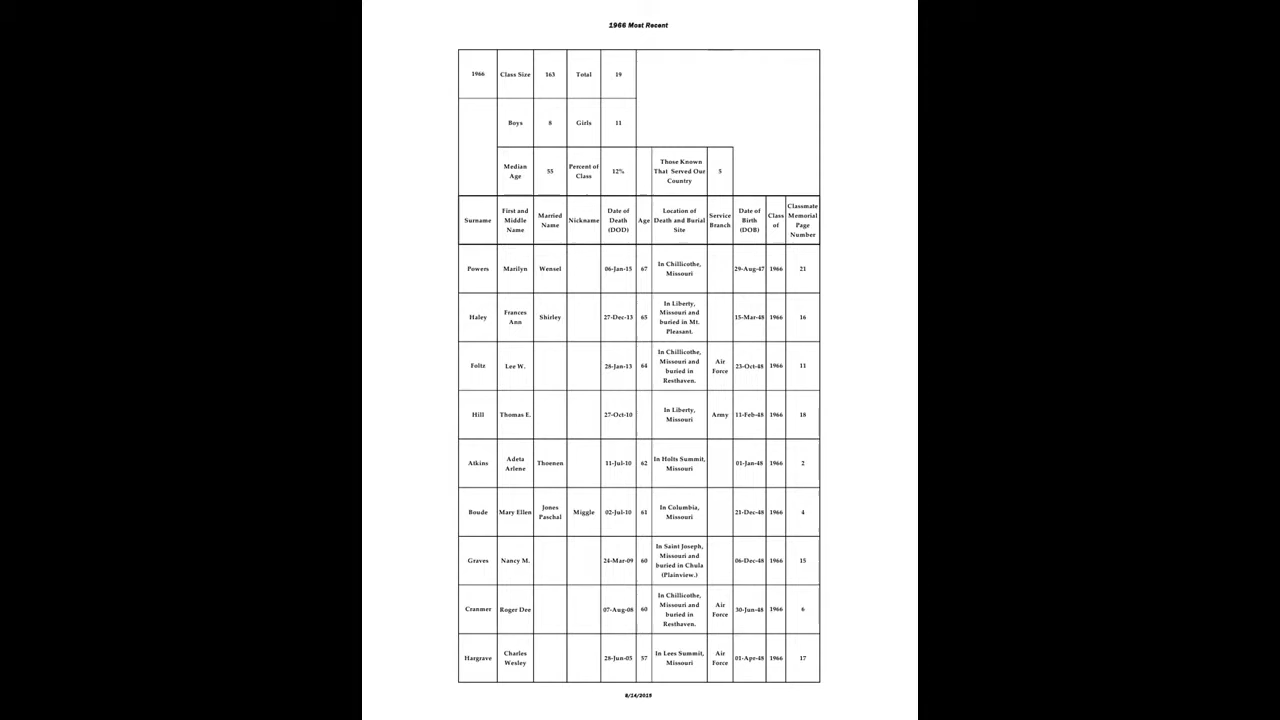 1966 Most Recent
1966 Class Size 163 Total 19
Boys 8 Girls 11
Median Age 55 Percent of Class 12% Those Known That Served Our Country 5
Surname First and Middle Name Married Name Nickname Date of Death (DOD) Age Location of Death and Burial Site Service Branch Date of Birth (DOB) Class of Classmate Memorial Page Number
Powers Marilyn Wensel 06-Jan-15 67 In Chillicothe, Missouri 29-Aug-47 1966 21
Haley Frances Ann Shirley 27-Dec-13 65 In Liberty, Missouri and buried in Mt. Pleasant. 15-Mar-48 1966 16
Foltz Lee W. 28-Jan-13 64 In Chillicothe, Missouri and buried in Resthaven. Air Force 23-Oct-48 1966 11
Hill Thomas E. 27-Oct-10 In Liberty, Missouri Army 11-Feb-48 1966 18
Atkins Adeta Arlene Thoenen 11-Jul-10 62 In Holts Summit, Missouri 01-Jan-48 1966 2
Boude Mary Ellen Jones Paschal Miggle 02-Jul-10 61 In Columbia, Missouri 21-Dec-48 1966 4
Graves Nancy M. 24-Mar-09 60 In Saint Joseph, Missouri and buried in Chula (Plainview.) 06-Dec-48 1966 15
Cranmer Roger Dee 07-Aug-08 60 In Chillicothe, Missouri and buried in Resthaven. Air Force 30-Jun-48 1966 6
Hargrave Charles Wesley 28-Jun-05 57 In Lees Summit, Missouri Air Force 01-Apr-48 1966 17
8/14/2015